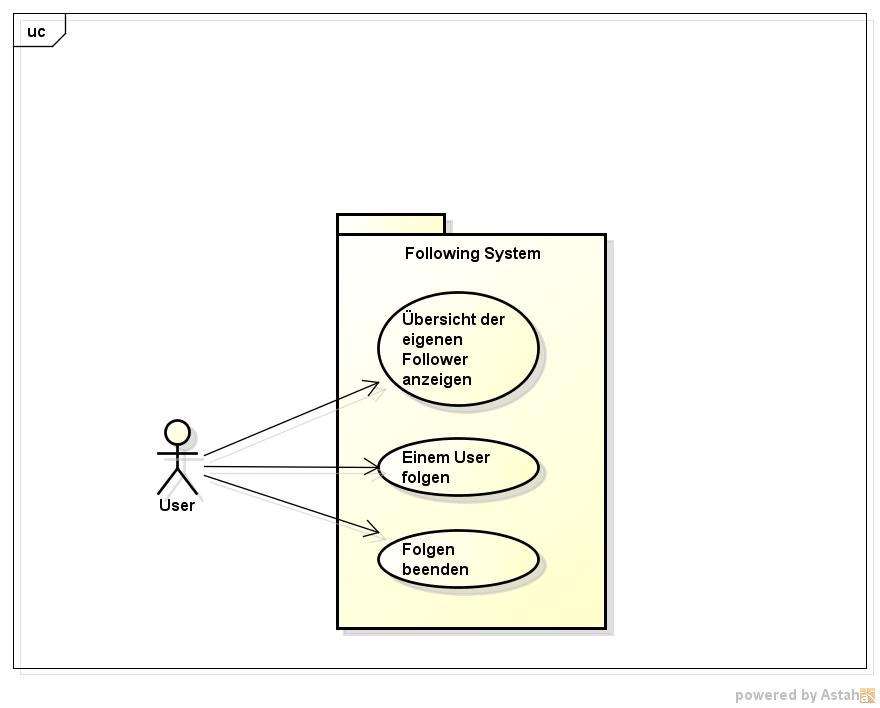 uc
Following System
Übersicht der
eigenen
Follower
anzeigen
Einem User
folgen
Folgen
beenden
User
powered by Astah